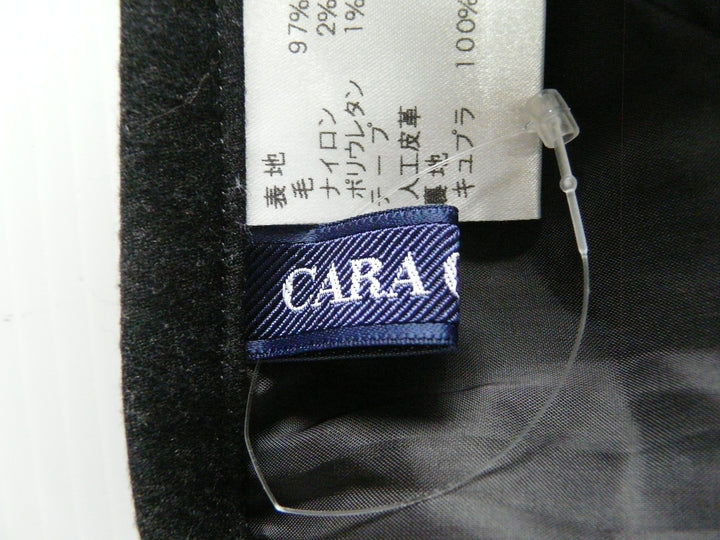 表地
毛 97%
ナイロン 2%
ポリウレタン 1%
テープ
人工皮革
裏地
キュプラ 100%
CARA